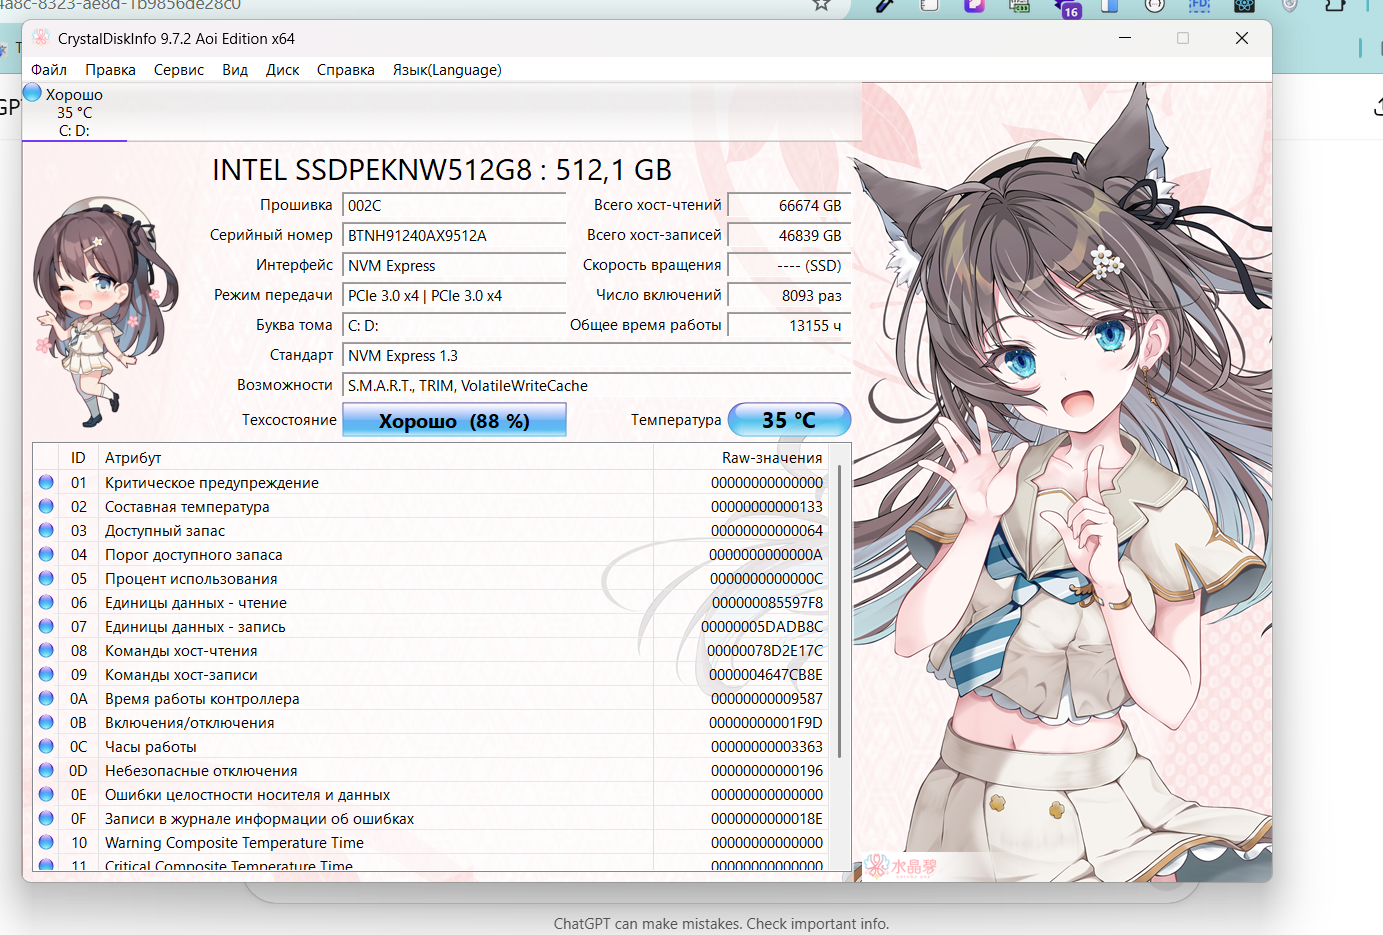 4a8c-8323-ae8d-1b9856de28c0
16
FD
CrystalDiskInfo 9.7.2 Aoi Edition x64
Файл Правка Сервис Вид Диск Справка Язык(Language)
Хорошо
35 °C
C: D:
INTEL SSDPEKNW512G8 : 512,1 GB
Прошивка 002C Всего хост-чтений 66674 GB
Серийный номер BTNH91240AX9512A Всего хост-записей 46839 GB
Интерфейс NVM Express Скорость вращения ---- (SSD)
Режим передачи PCIe 3.0 x4 | PCIe 3.0 x4 Число включений 8093 раз
Буква тома C: D: Общее время работы 13155 ч
Стандарт NVM Express 1.3
Возможности S.M.A.R.T., TRIM, VolatileWriteCache
Техсостояние Хорошо (88 %) Температура 35 °C
ID Атрибут Raw-значения
01 Критическое предупреждение 00000000000000
02 Составная температура 00000000000133
03 Доступный запас 00000000000064
04 Порог доступного запаса 0000000000000A
05 Процент использования 0000000000000C
06 Единицы данных - чтение 000000085597F8
07 Единицы данных - запись 00000005DADB8C
08 Команды хост-чтения 00000078D2E17C
09 Команды хост-записи 0000004647CB8E
0A Время работы контроллера 00000000009587
0B Включения/отключения 00000000001F9D
0C Часы работы 00000000003363
0D Небезопасные отключения 00000000000196
0E Ошибки целостности носителя и данных 00000000000000
0F Записи в журнале информации об ошибках 0000000000018E
10 Warning Composite Temperature Time 00000000000000
11 Critical Composite Temperature Time 00000000000000
水晶雫
ChatGPT can make mistakes. Check important info.